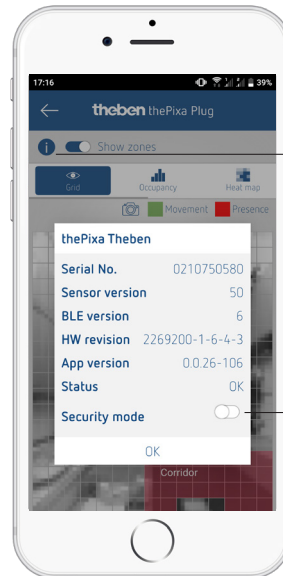 17:16 39%
theben thePixa Plug
i Show zones
Grid Occupancy Heat map
Movement Presence
thePixa Theben
Serial No. 0210750580
Sensor version 50
BLE version 6
HW revision 2269200-1-6-4-3
App version 0.0.26-106
Status OK
Security mode
OK
Corridor